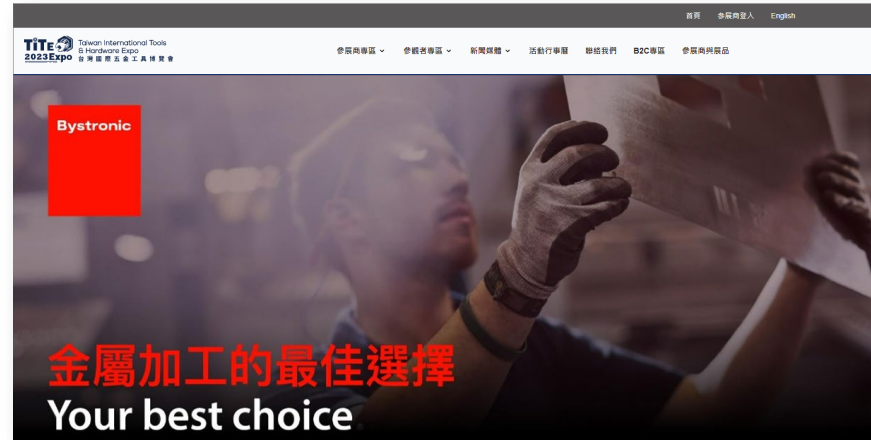 首頁 參展商登入 English
TiTE
2023Expo
Taiwan International Tools
& Hardware Expo
台灣國際五金工具博覽會
參展商專區 參觀者專區 新聞媒體 活動行事曆 聯絡我們 B2C專區 參展商與展品
Bystronic
金屬加工的最佳選擇
Your best choice